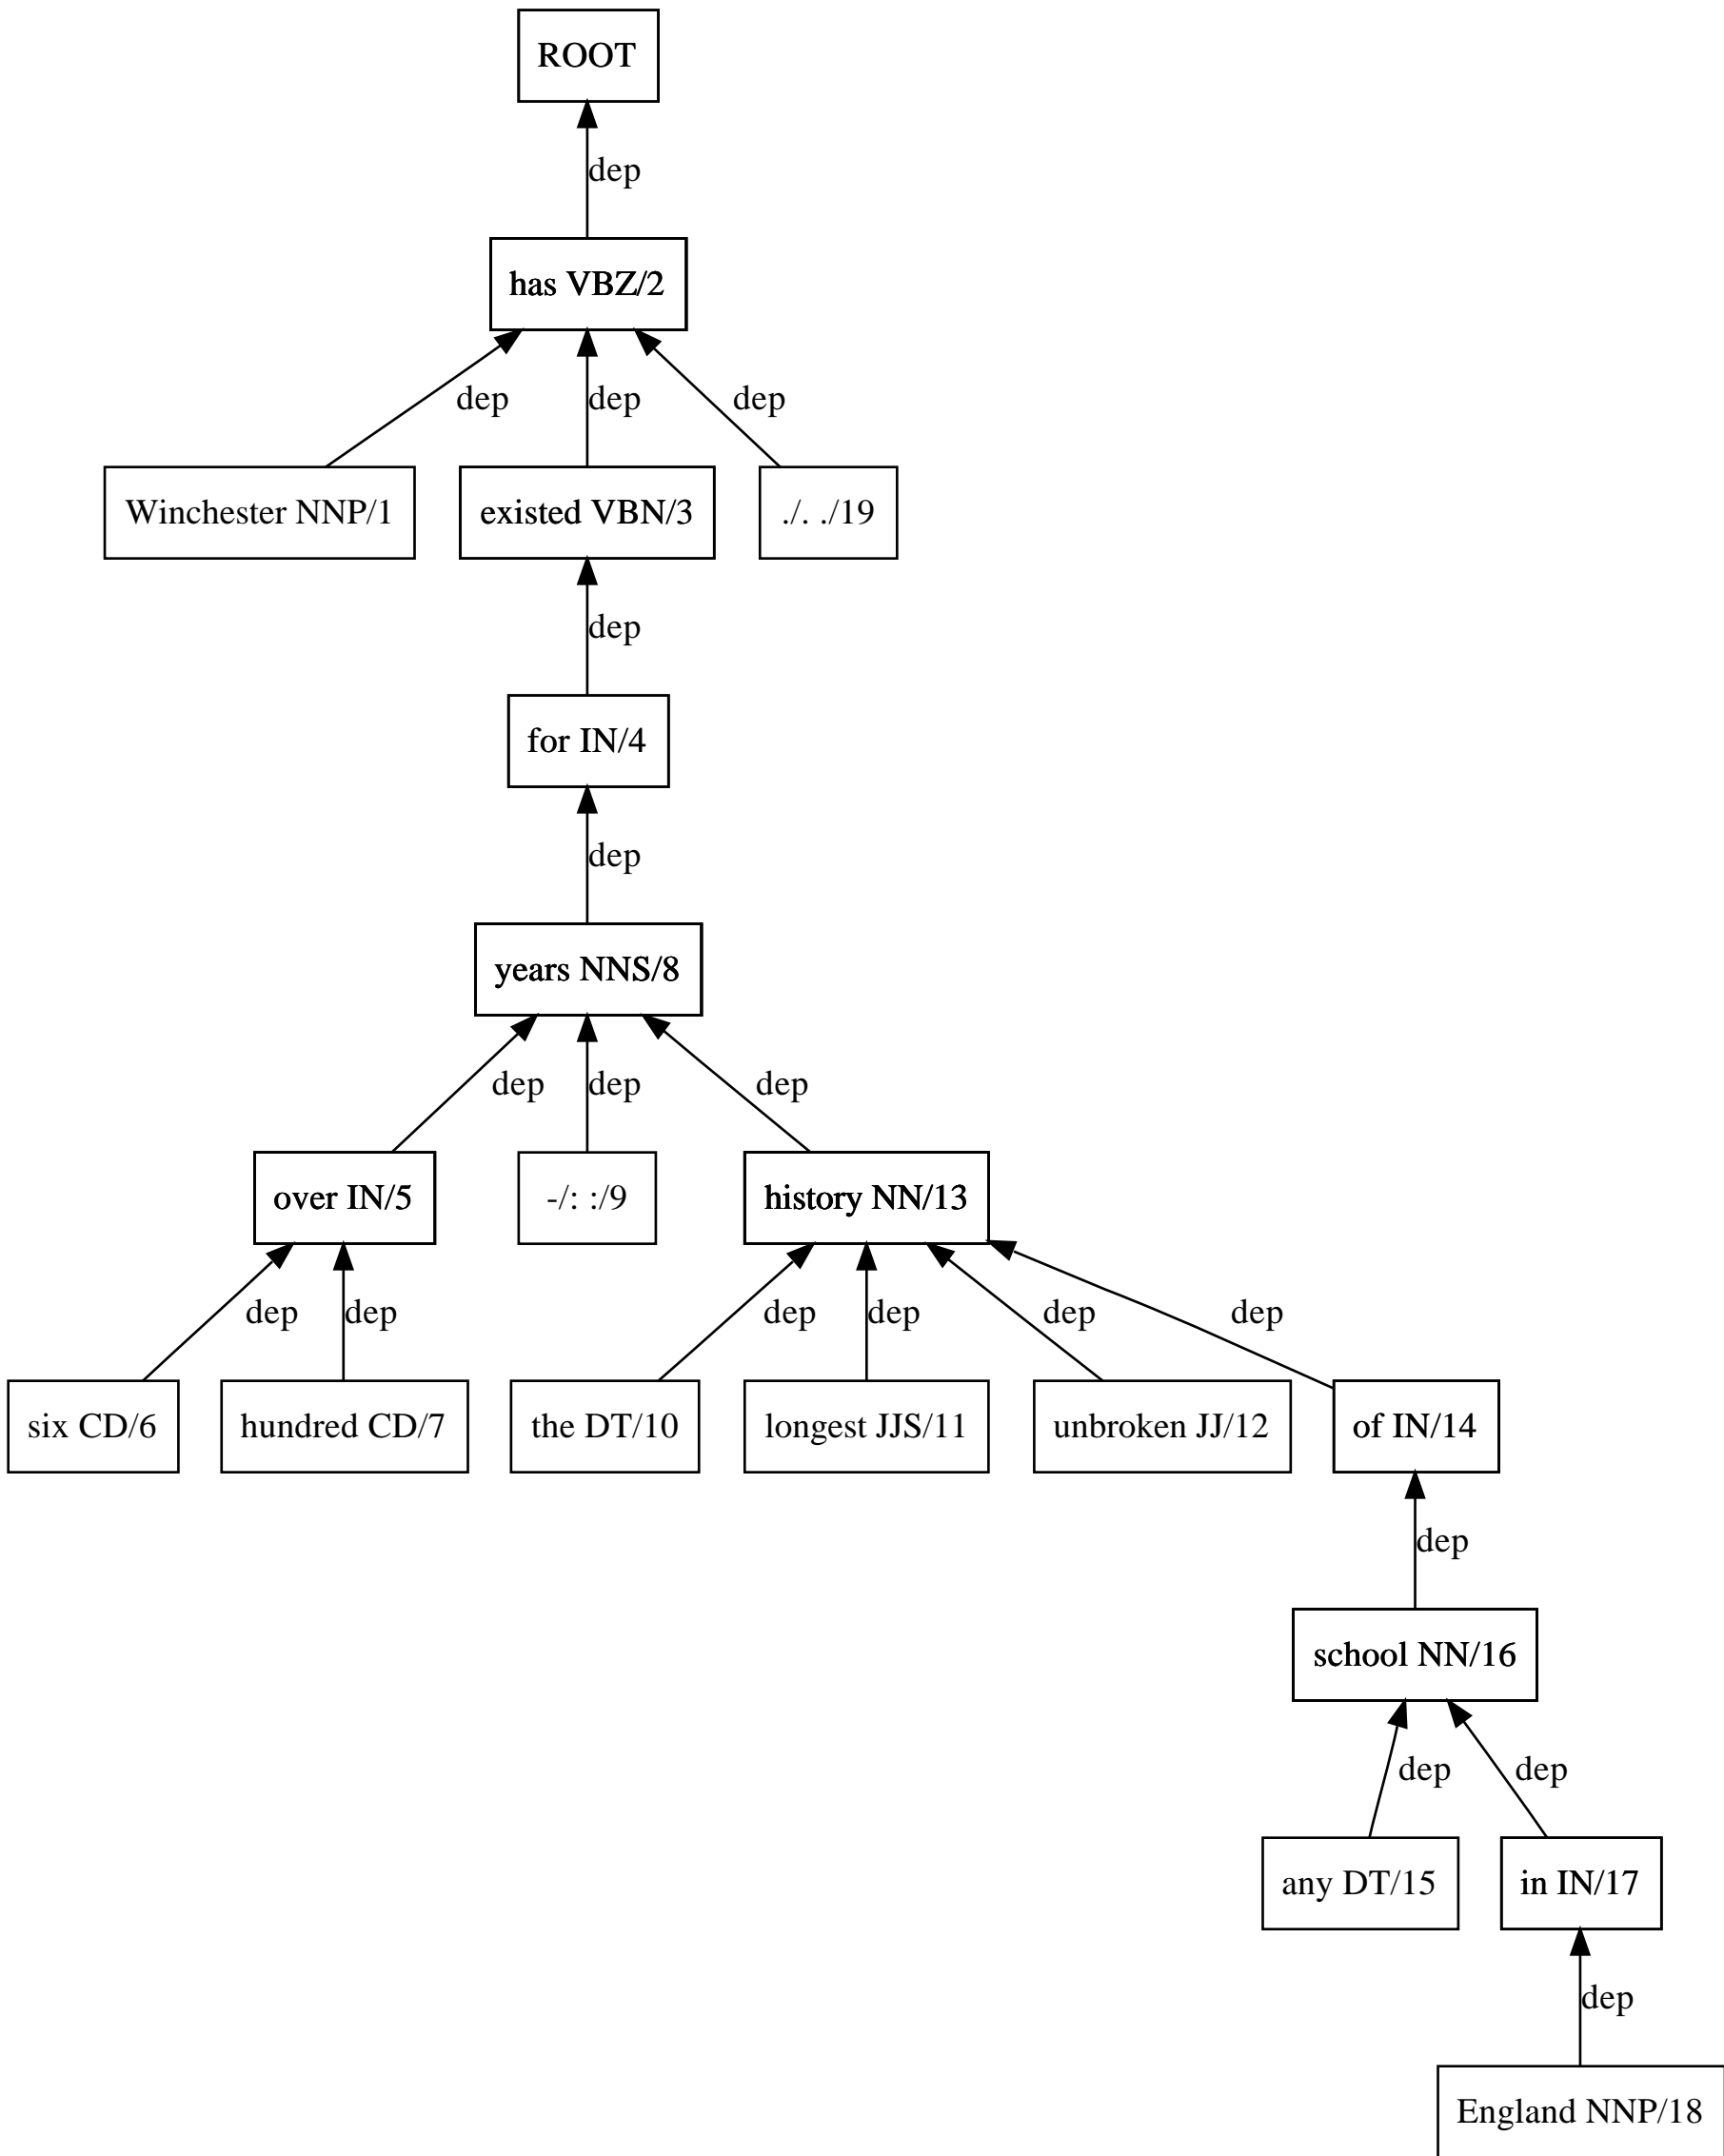 ROOT
dep
has VBZ/2
dep dep dep
Winchester NNP/1 existed VBN/3 ./. ./19
dep
for IN/4
dep
years NNS/8
dep dep dep
over IN/5 -/: :/9 history NN/13
dep dep dep dep dep dep
six CD/6 hundred CD/7 the DT/10 longest JJS/11 unbroken JJ/12 of IN/14
dep
school NN/16
dep dep
any DT/15 in IN/17
dep
England NNP/18